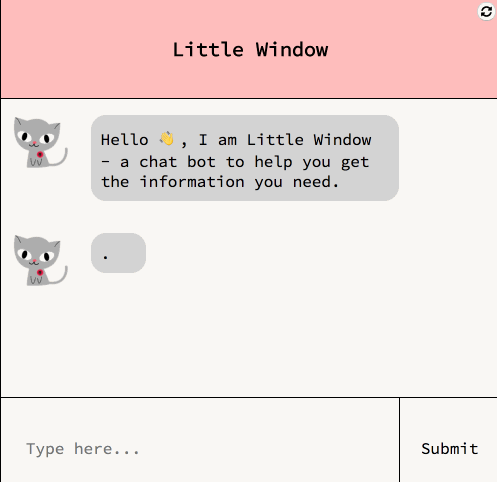 Little Window
Hello 👋, I am Little Window
– a chat bot to help you get
the information you need.
.
Type here...
Submit